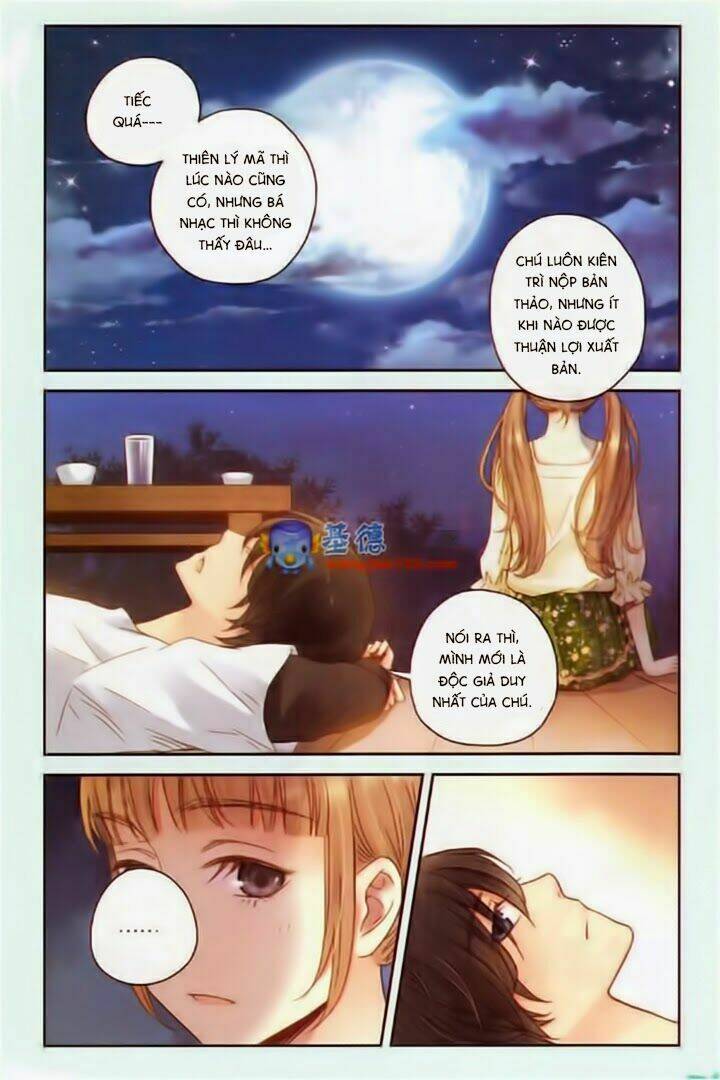 TIẾC
QUÁ---
THIÊN LÝ MÃ THÌ
LÚC NÀO CŨNG
CÓ, NHƯNG BÁ
NHẠC THÌ KHÔNG
THẤY ĐÂU...
CHÚ LUÔN KIÊN
TRÌ NỘP BẢN
THẢO, NHƯNG ÍT
KHI NÀO ĐƯỢC
THUẬN LỢI XUẤT
BẢN.
基德
NÓI RA THÌ,
MÌNH MỚI LÀ
ĐỘC GIẢ DUY
NHẤT CỦA CHÚ.
......